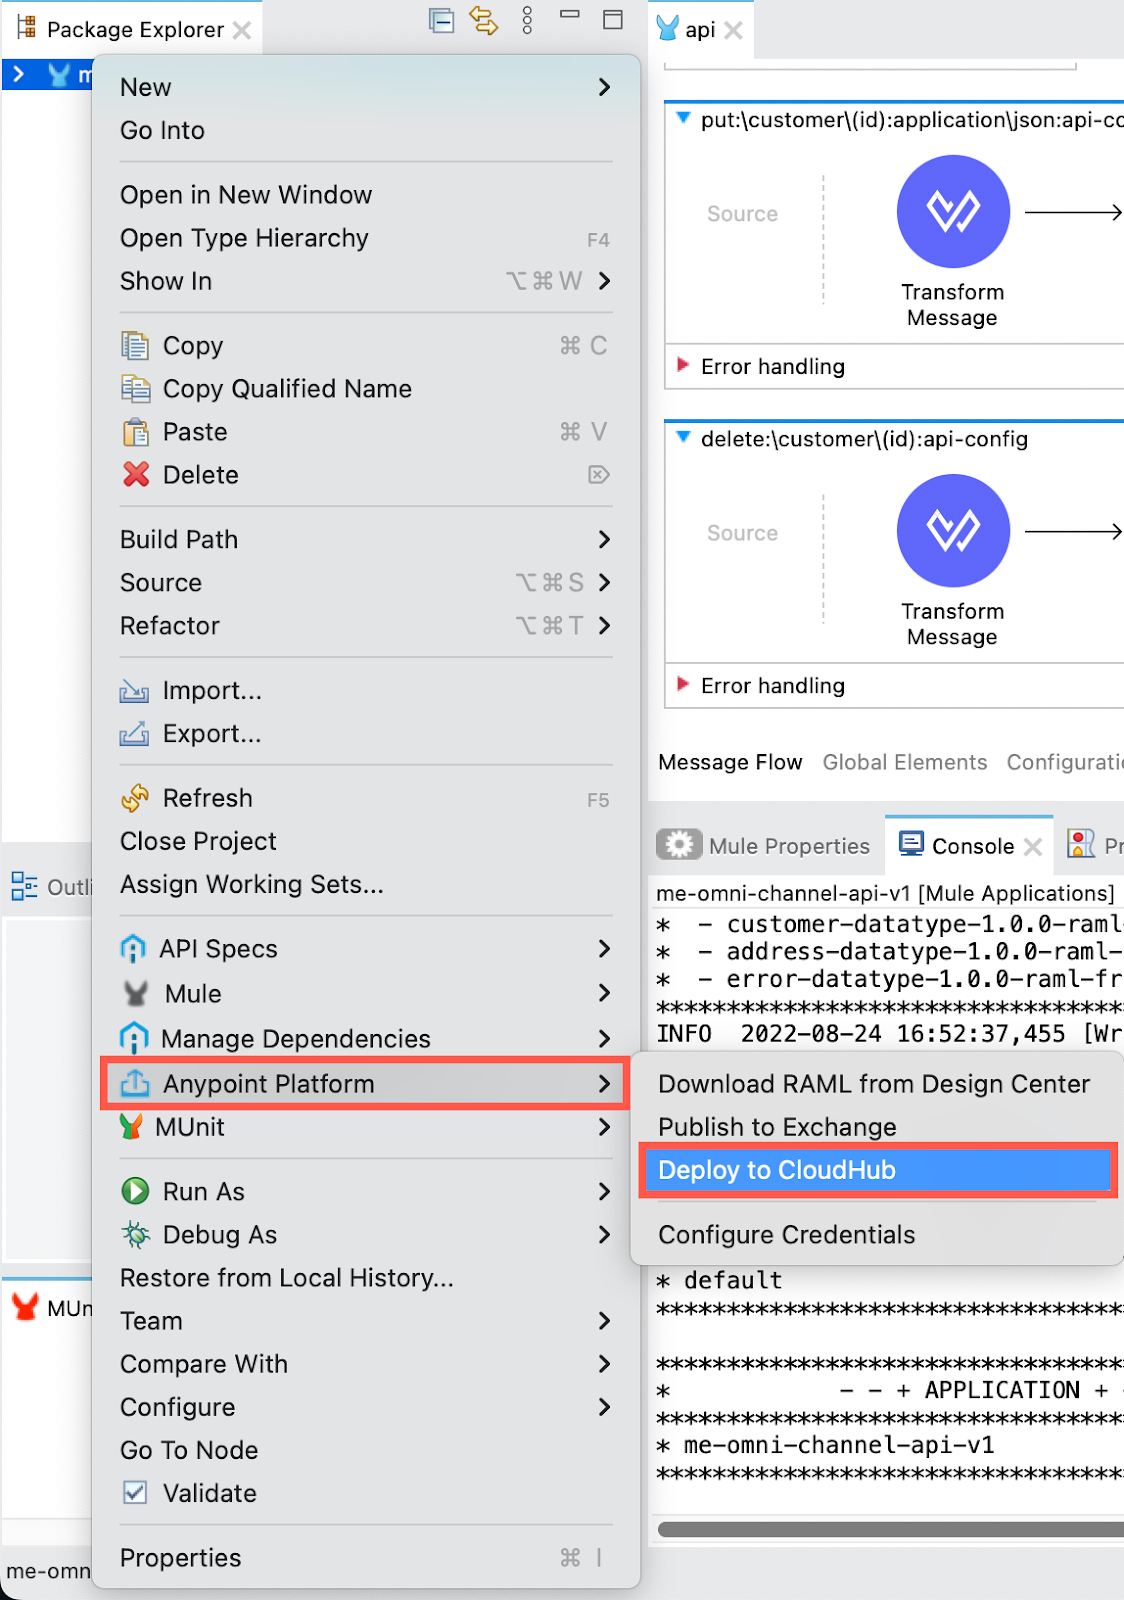 Package Explorer
api
New
Go Into
Open in New Window
Open Type Hierarchy F4
Show In ⌥⌘W
Copy ⌘ C
Copy Qualified Name
Paste ⌘ V
Delete ⌦
Build Path
Source ⌥⌘S
Refactor ⌥⌘T
Import...
Export...
Refresh F5
Close Project
Assign Working Sets...
API Specs
Mule
Manage Dependencies
Anypoint Platform
MUnit
Run As
Debug As
Restore from Local History...
Team
Compare With
Configure
Go To Node
Validate
Properties ⌘ I
Download RAML from Design Center
Publish to Exchange
Deploy to CloudHub
Configure Credentials
put:\customer\(id):application\json:api-co
Source
Transform
Message
Error handling
delete:\customer\(id):api-config
Source
Transform
Message
Error handling
Message Flow Global Elements Configurati
Mule Properties Console Pr
me-omni-channel-api-v1 [Mule Applications]
* - customer-datatype-1.0.0-raml-
* - address-datatype-1.0.0-raml-
* - error-datatype-1.0.0-raml-fr
*********************************
INFO 2022-08-24 16:52:37,455 [Wr
* default
*********************************
*********************************
* - - + APPLICATION +
*********************************
* me-omni-channel-api-v1
*********************************
Outli
MUn
me-omn